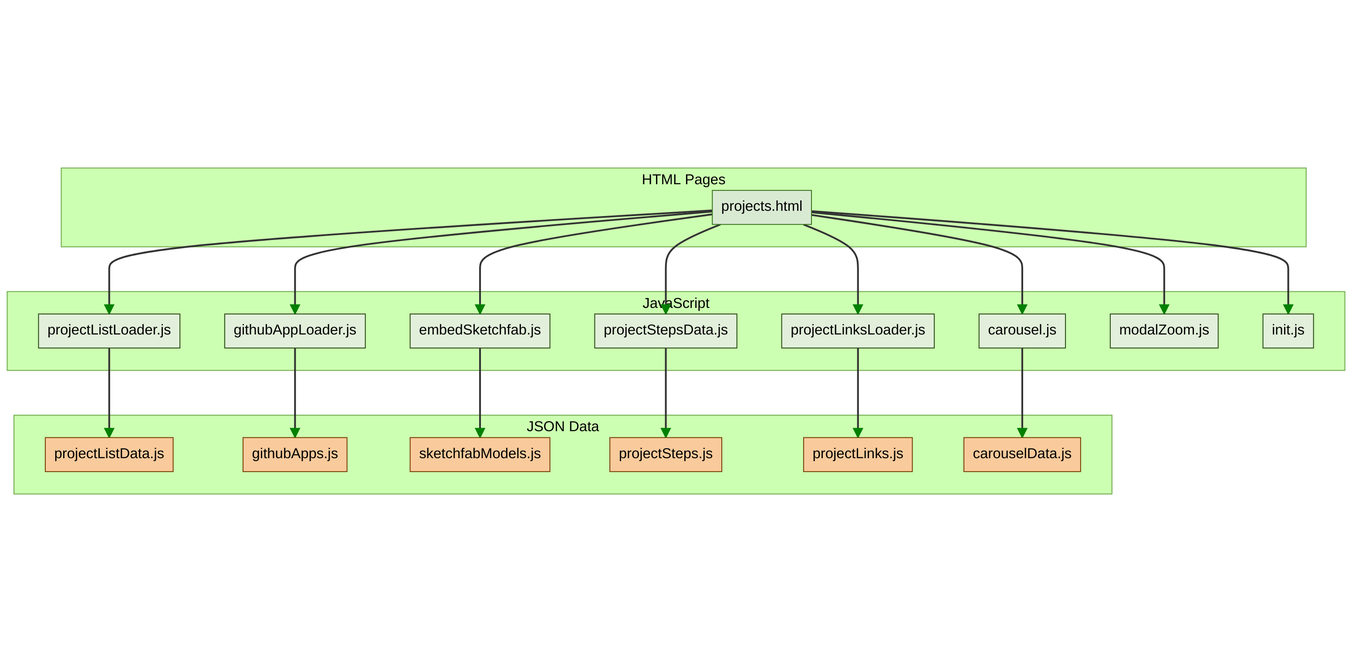 HTML Pages
projects.html
JavaScript
projectListLoader.js
githubAppLoader.js
embedSketchfab.js
projectStepsData.js
projectLinksLoader.js
carousel.js
modalZoom.js
init.js
JSON Data
projectListData.js
githubApps.js
sketchfabModels.js
projectSteps.js
projectLinks.js
carouselData.js